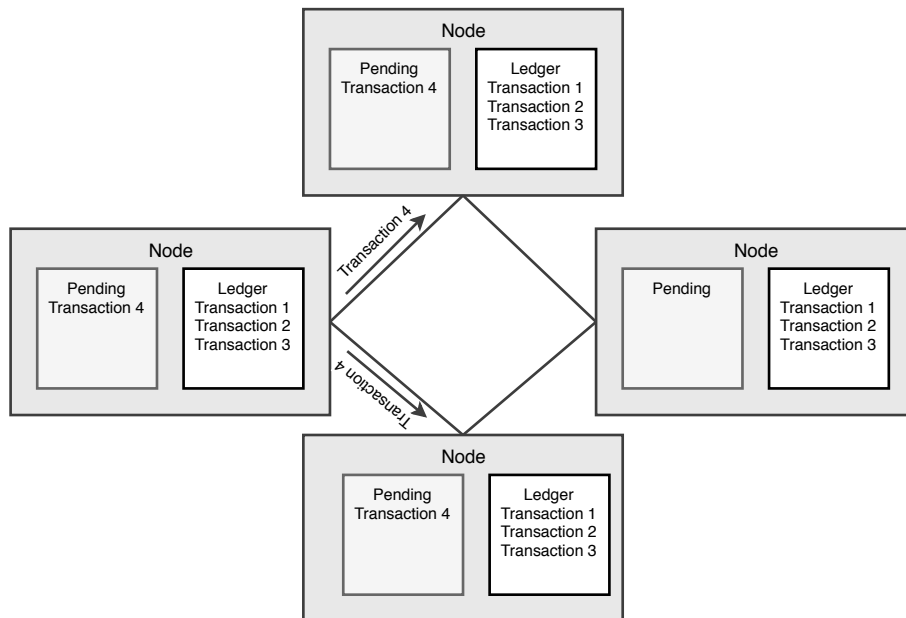 Node
Pending
Transaction 4
Ledger
Transaction 1
Transaction 2
Transaction 3
Transaction 4
Node
Pending
Transaction 4
Ledger
Transaction 1
Transaction 2
Transaction 3
Node
Pending
Ledger
Transaction 1
Transaction 2
Transaction 3
Transaction 4
Node
Pending
Transaction 4
Ledger
Transaction 1
Transaction 2
Transaction 3